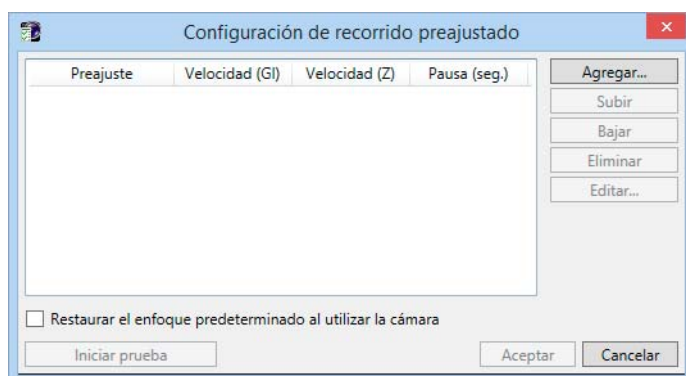 Configuración de recorrido preajustado
Preajuste Velocidad (GI) Velocidad (Z) Pausa (seg.)
Agregar...
Subir
Bajar
Eliminar
Editar...
Restaurar el enfoque predeterminado al utilizar la cámara
Iniciar prueba Aceptar Cancelar